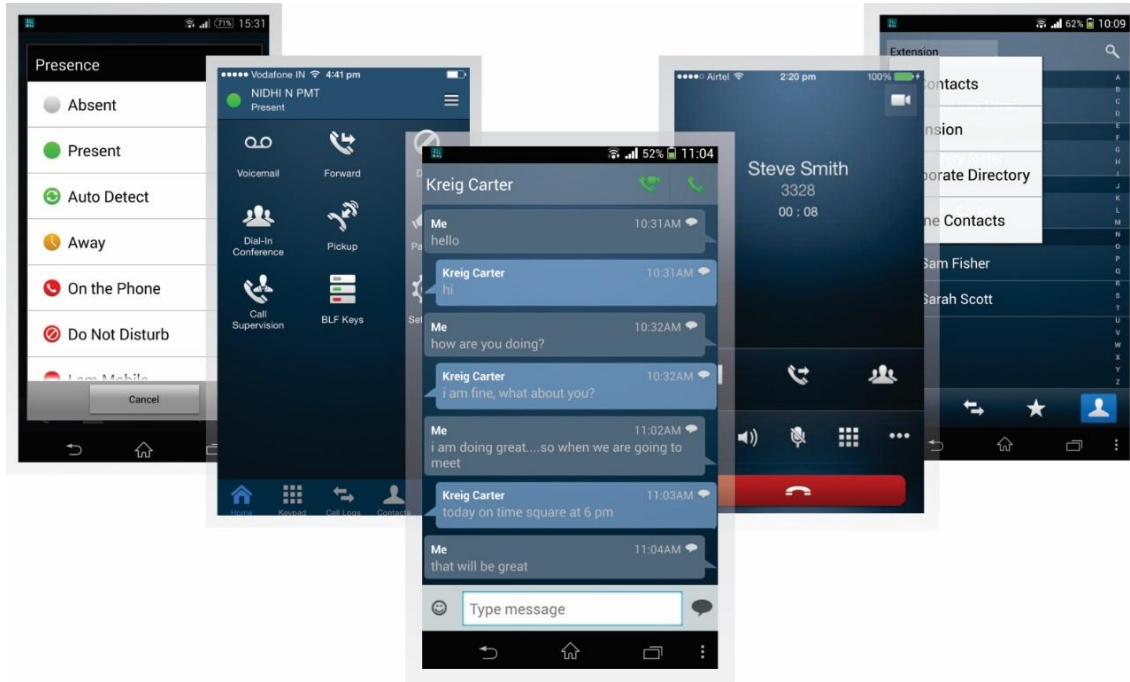 71% 15:31
Presence
Absent
Present
Auto Detect
Away
On the Phone
Do Not Disturb
I am Mobile
Cancel
Vodafone IN 4:41 pm
NIDHI N PMT
Present
Voicemail
Forward
Dial-In
Conference
Pickup
Call
Supervision
BLF Keys
Home
Keypad
Call Logs
Contacts
52% 11:04
Kreig Carter
Me 10:31AM
hello
Kreig Carter 10:31AM
hi
Me 10:32AM
how are you doing?
Kreig Carter 10:32AM
i am fine, what about you?
Me 11:02AM
i am doing great....so when we are going to
meet
Kreig Carter 11:03AM
today on time square at 6 pm
Me 11:04AM
that will be great
Type message
Airtel 2:20 pm 100%
Steve Smith
3328
00 : 08
62% 10:09
Extension
ontacts
nsion
orate Directory
ne Contacts
Sam Fisher
Sarah Scott
A
B
C
D
E
F
G
H
I
J
K
L
M
N
O
P
Q
R
S
T
U
V
W
X
Y
Z